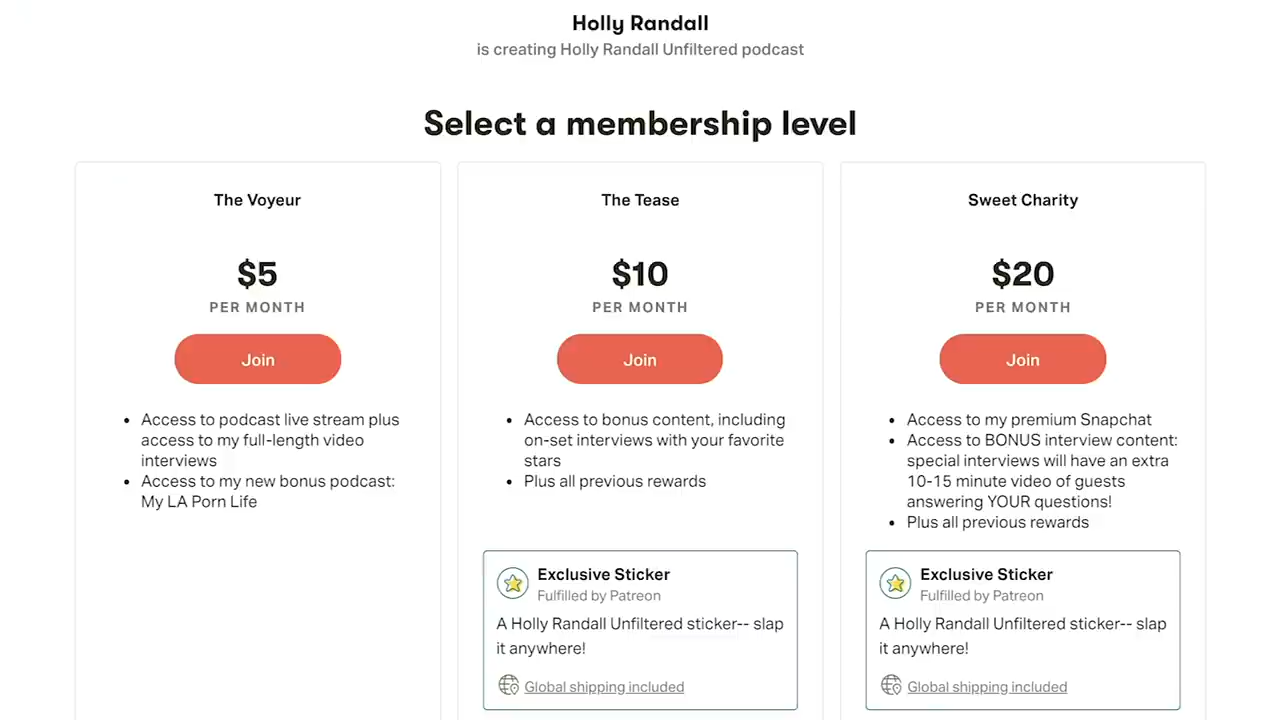 Holly Randall
is creating Holly Randall Unfiltered podcast
Select a membership level
The Voyeur
$5
PER MONTH
Join
• Access to podcast live stream plus
access to my full-length video
interviews
• Access to my new bonus podcast:
My LA Porn Life
The Tease
$10
PER MONTH
Join
• Access to bonus content, including
on-set interviews with your favorite
stars
• Plus all previous rewards
Exclusive Sticker
Fulfilled by Patreon
A Holly Randall Unfiltered sticker-- slap
it anywhere!
Global shipping included
Sweet Charity
$20
PER MONTH
Join
• Access to my premium Snapchat
• Access to BONUS interview content:
special interviews will have an extra
10-15 minute video of guests
answering YOUR questions!
• Plus all previous rewards
Exclusive Sticker
Fulfilled by Patreon
A Holly Randall Unfiltered sticker-- slap
it anywhere!
Global shipping included